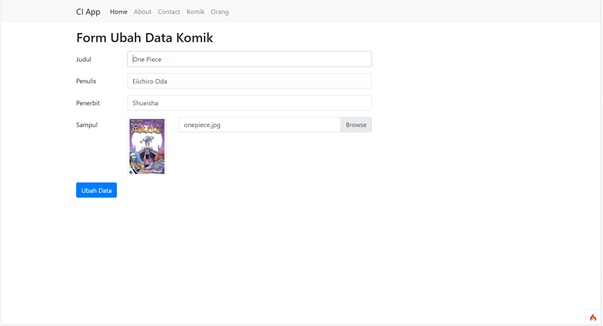 CI App Home About Contact Komik Orang
Form Ubah Data Komik
Judul One Piece
Penulis Eiichiro Oda
Penerbit Shueisha
Sampul onepiece.jpg Browse
Ubah Data